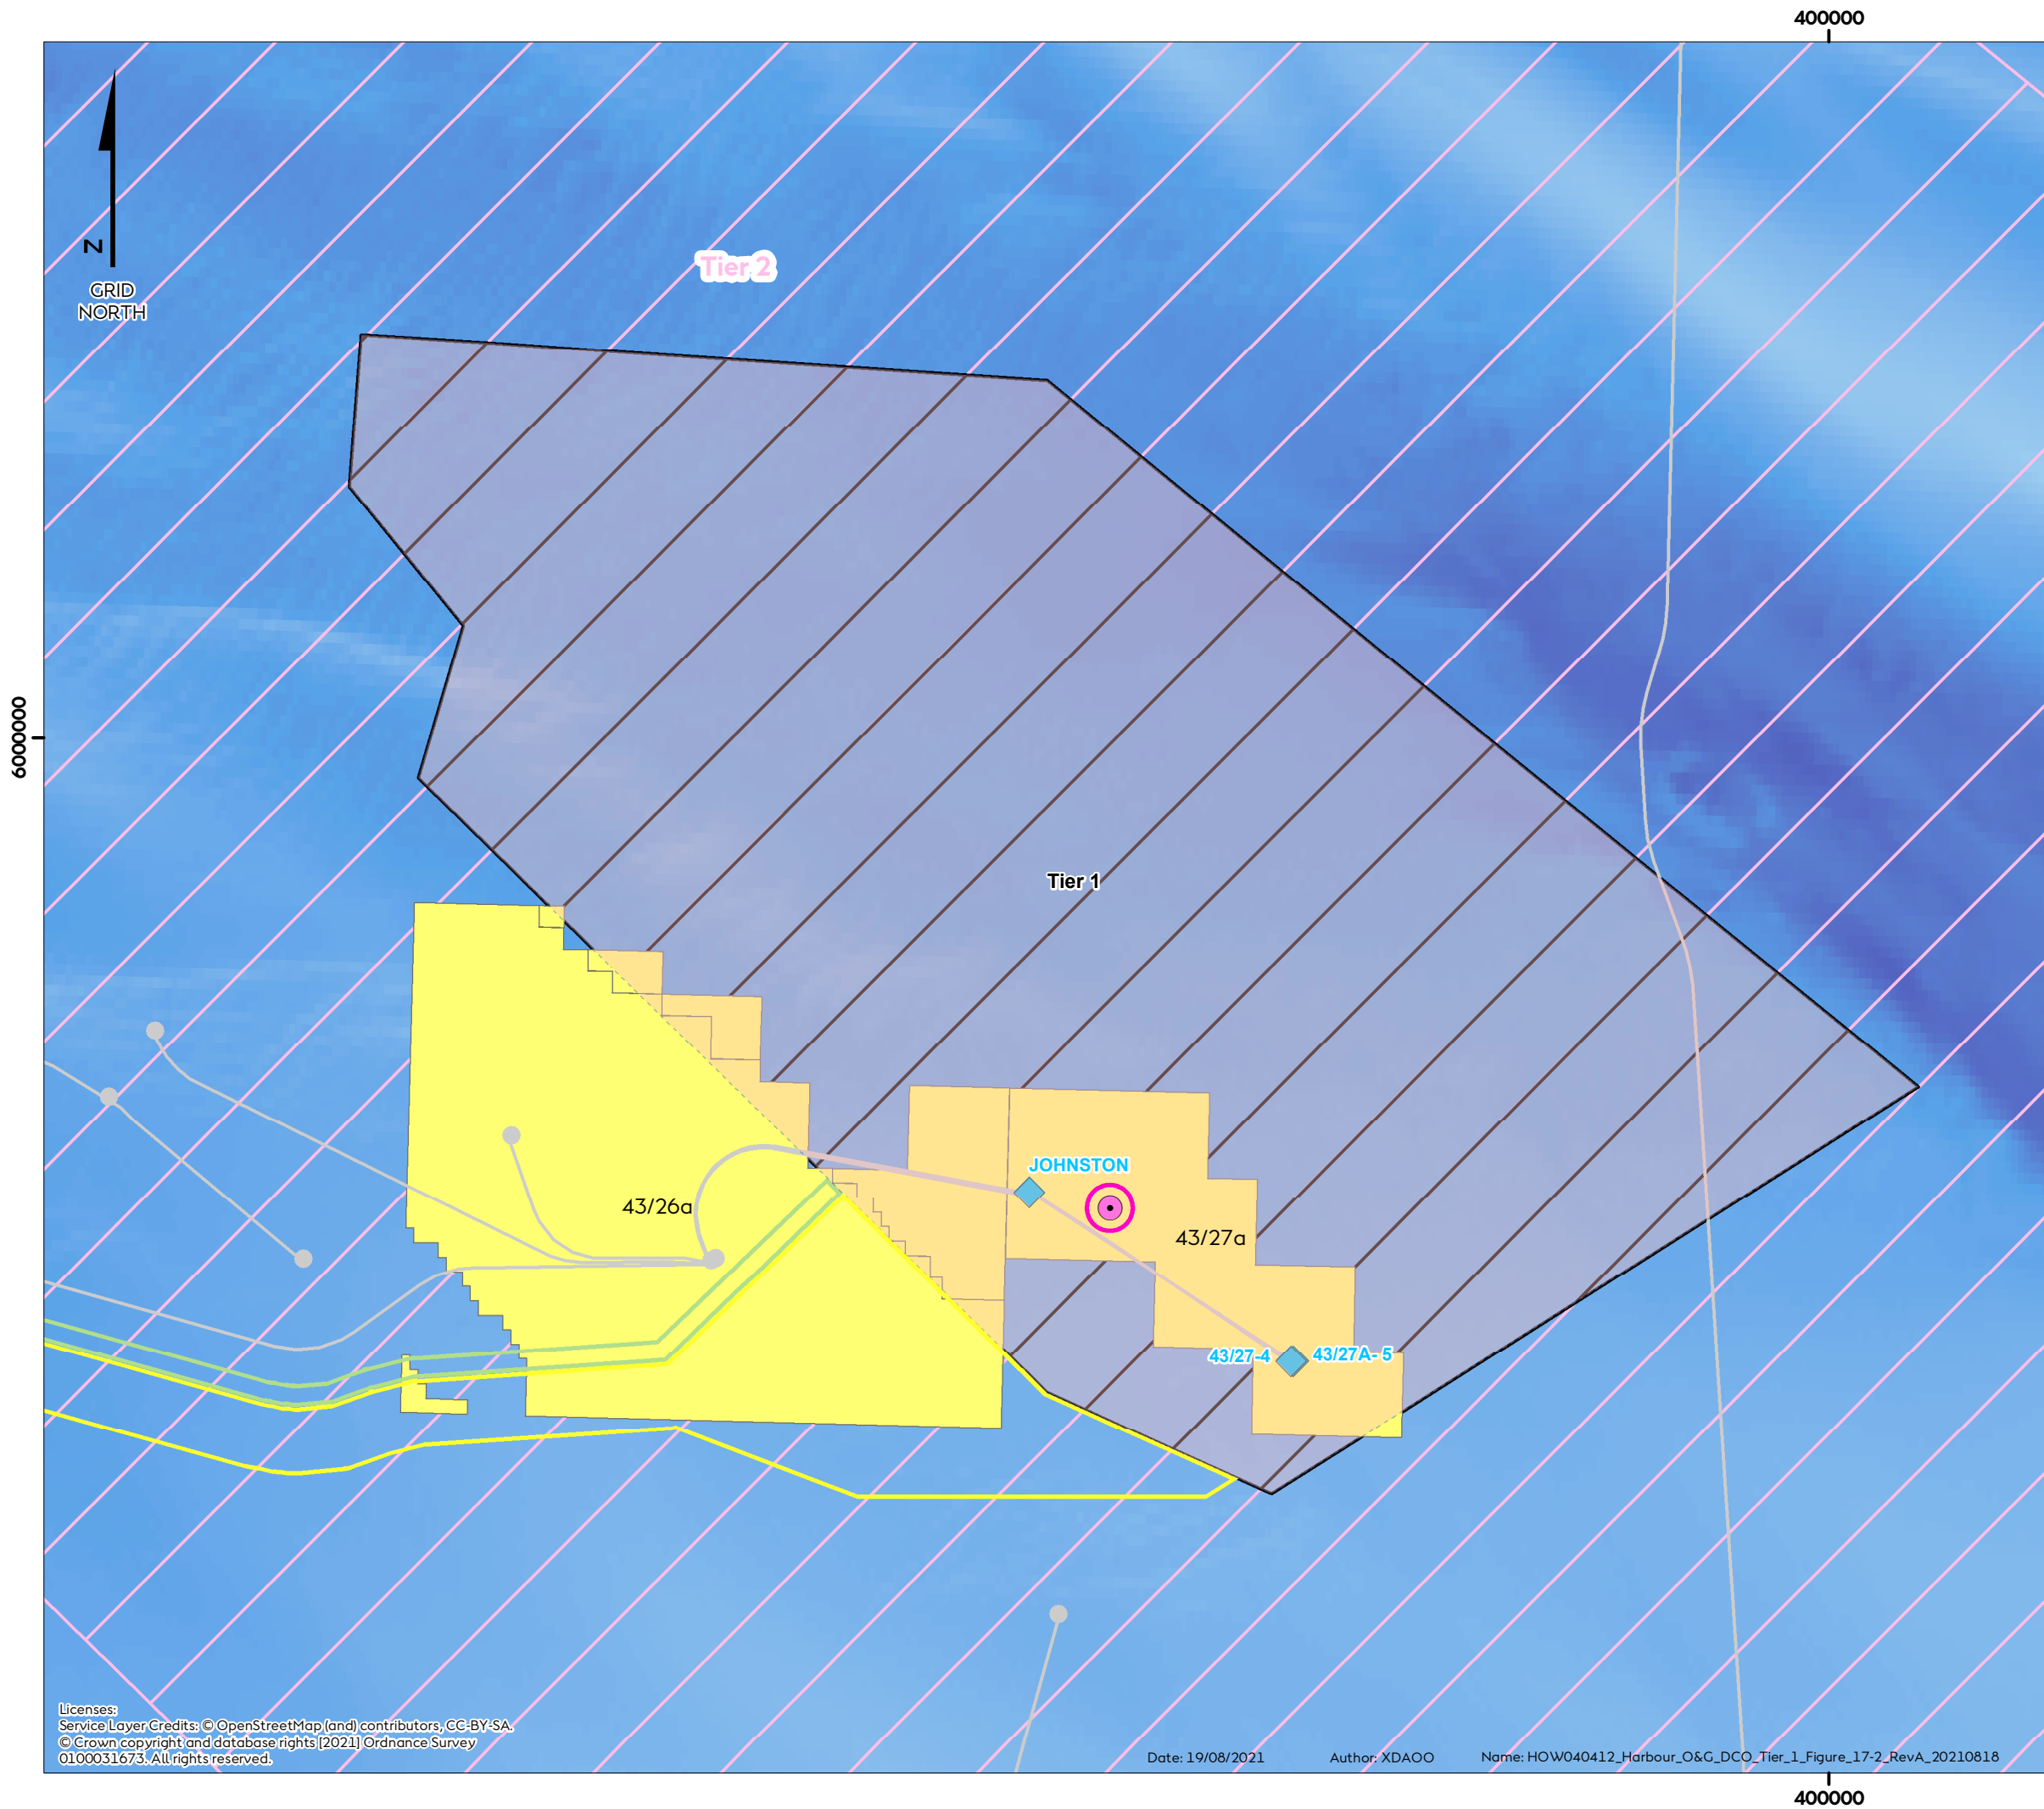 400000
N
GRID
NORTH
Tier 2
6000000
Tier 1
JOHNSTON
43/26a
43/27a
43/27-4
43/27A- 5
Licenses:
Service Layer Credits: © OpenStreetMap (and) contributors, CC-BY-SA.
© Crown copyright and database rights [2021] Ordnance Survey
0100031673. All rights reserved.
Date: 19/08/2021
Author: XDAOO
Name: HOW040412_Harbour_O&G_DCO_Tier_1_Figure_17-2_RevA_20210818
400000